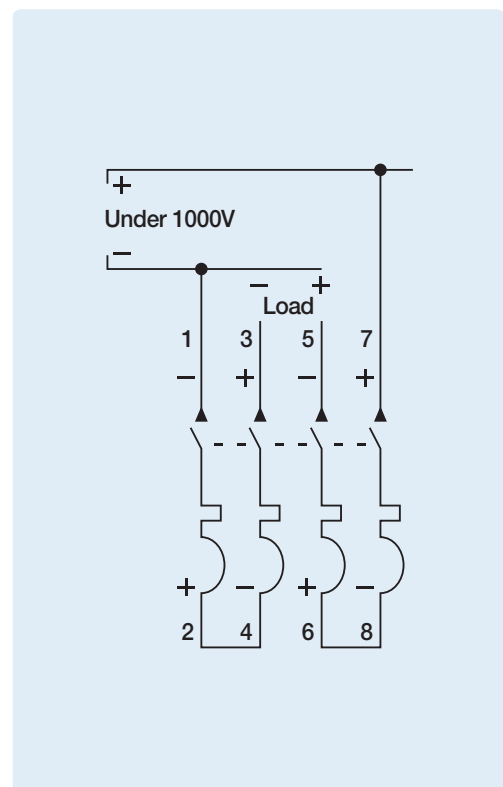 +
Under 1000V
−
− +
Load
1 3 5 7
− + − +
+ − + −
2 4 6 8